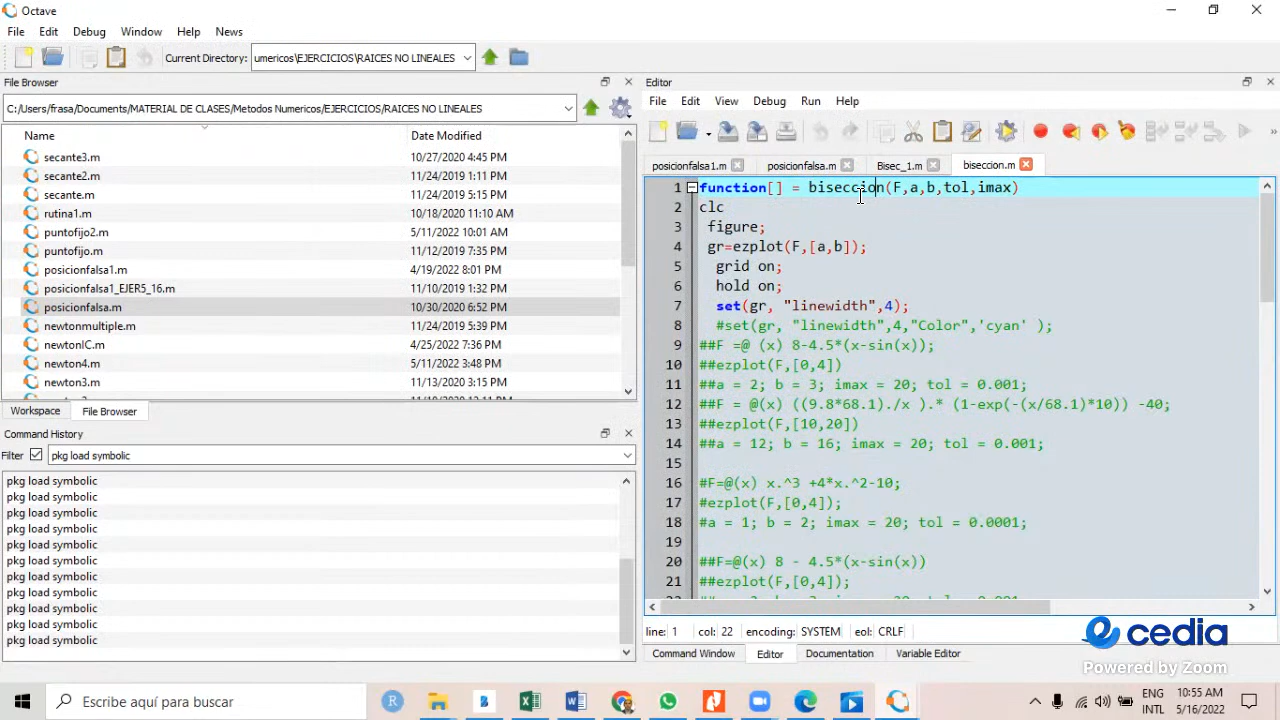 Octave
File Edit Debug Window Help News
Current Directory: umericos\EJERCICIOS\RAICES NO LINEALES
File Browser
C:/Users/frasa/Documents/MATERIAL DE CLASES/Metodos Numericos/EJERCICIOS/RAICES NO LINEALES
Name Date Modified
secante3.m 10/27/2020 4:45 PM
secante2.m 11/24/2019 1:11 PM
secante.m 11/24/2019 5:15 PM
rutina1.m 10/18/2020 11:10 AM
puntofijo2.m 5/11/2022 10:01 AM
puntofijo.m 11/12/2019 7:35 PM
posicionfalsa1.m 4/19/2022 8:01 PM
posicionfalsa1_EJER5_16.m 11/10/2019 1:32 PM
posicionfalsa.m 10/30/2020 6:52 PM
newtonmultiple.m 11/24/2019 5:39 PM
newtonIC.m 4/25/2022 7:36 PM
newton4.m 5/11/2022 3:48 PM
newton3.m 11/13/2020 3:15 PM
Workspace File Browser
Command History
Filter pkg load symbolic
pkg load symbolic
pkg load symbolic
pkg load symbolic
pkg load symbolic
pkg load symbolic
pkg load symbolic
pkg load symbolic
pkg load symbolic
pkg load symbolic
pkg load symbolic
pkg load symbolic
Editor
File Edit View Debug Run Help
posicionfalsa1.m posicionfalsa.m Bisec_1.m biseccion.m
1 function[] = biseccion(F,a,b,tol,imax)
2 clc
3 figure;
4 gr=ezplot(F,[a,b]);
5 grid on;
6 hold on;
7 set(gr, "linewidth",4);
8 #set(gr, "linewidth",4,"Color",'cyan' );
9 ##F =@ (x) 8-4.5*(x-sin(x));
10 ##ezplot(F,[0,4])
11 ##a = 2; b = 3; imax = 20; tol = 0.001;
12 ##F = @(x) ((9.8*68.1)./x ).* (1-exp(-(x/68.1)*10)) -40;
13 ##ezplot(F,[10,20])
14 ##a = 12; b = 16; imax = 20; tol = 0.001;
15
16 #F=@(x) x.^3 +4*x.^2-10;
17 #ezplot(F,[0,4]);
18 #a = 1; b = 2; imax = 20; tol = 0.0001;
19
20 ##F=@(x) 8 - 4.5*(x-sin(x))
21 ##ezplot(F,[0,4]);
line: 1 col: 22 encoding: SYSTEM eol: CRLF
Command Window Editor Documentation Variable Editor
cedia
Powered by Zoom
Escribe aquí para buscar
ENG
INTL
10:55 AM
5/16/2022